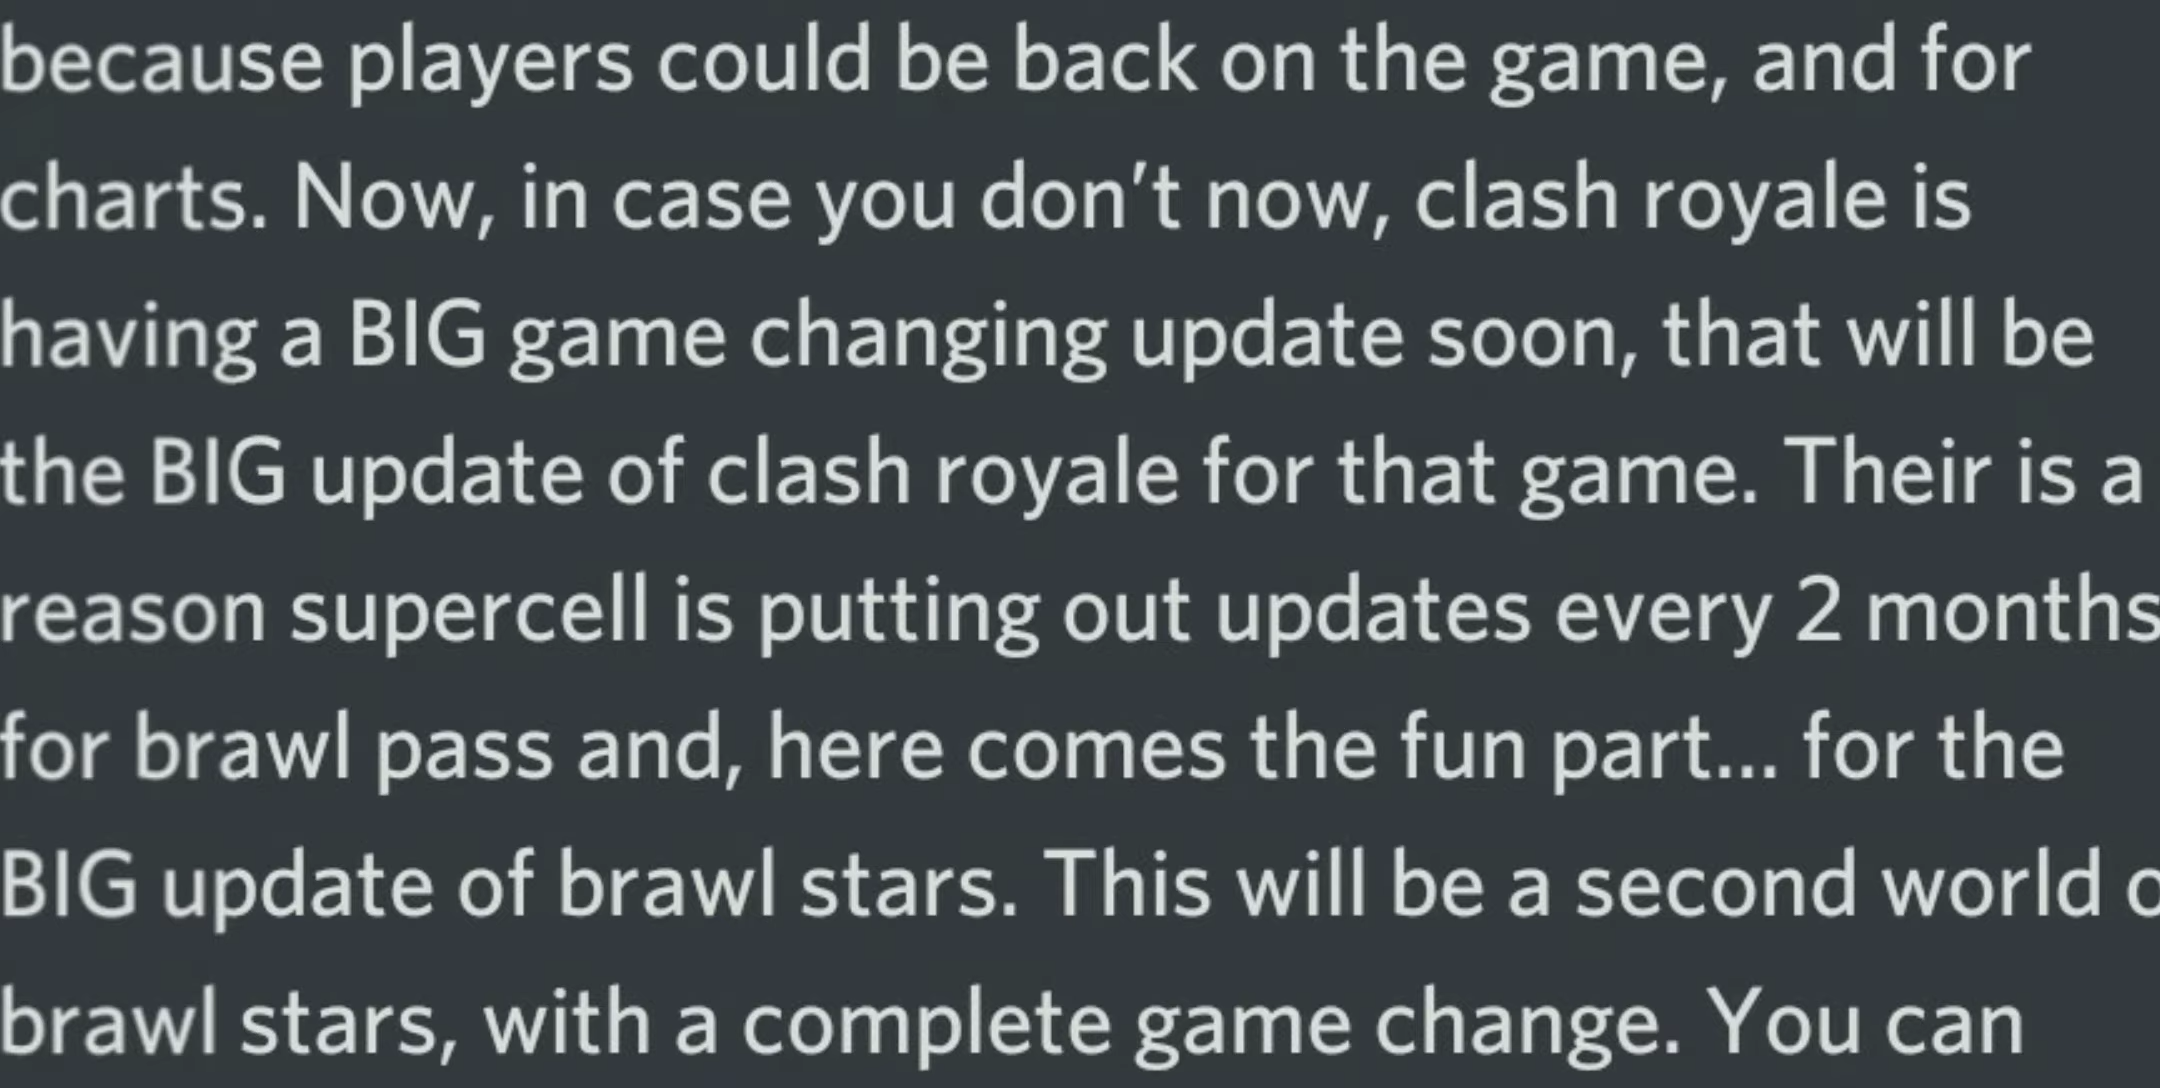 because players could be back on the game, and for
charts. Now, in case you don't now, clash royale is
having a BIG game changing update soon, that will be
the BIG update of clash royale for that game. Their is a
reason supercell is putting out updates every 2 months
for brawl pass and, here comes the fun part... for the
BIG update of brawl stars. This will be a second world
brawl stars, with a complete game change. You can